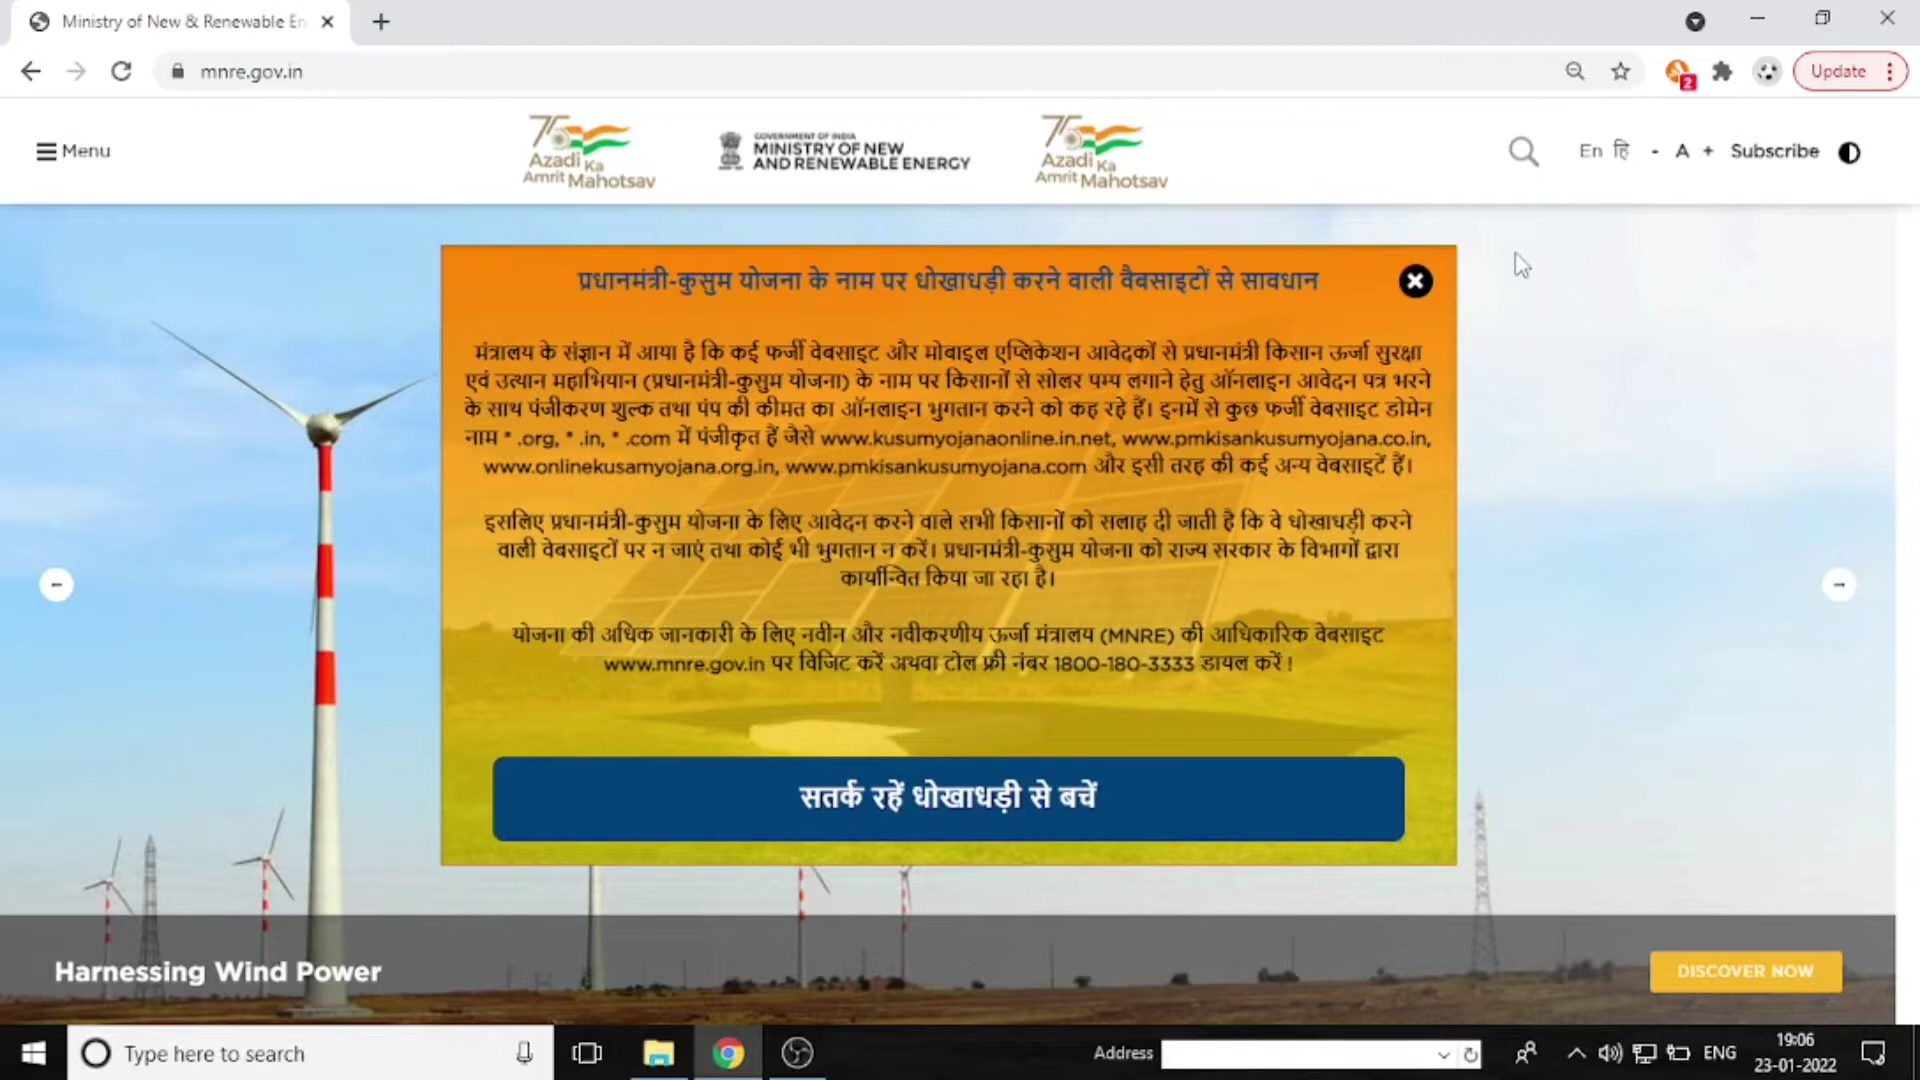 Ministry of New & Renewable En
mnre.gov.in
2
Update
Menu
75
Azadi Ka
Amrit Mahotsav
GOVERNMENT OF INDIA
MINISTRY OF NEW
AND RENEWABLE ENERGY
75
Azadi Ka
Amrit Mahotsav
En हि - A + Subscribe
प्रधानमंत्री-कुसुम योजना के नाम पर धोखाधड़ी करने वाली वैबसाइटों से सावधान
मंत्रालय के संज्ञान में आया है कि कई फर्जी वेबसाइट और मोबाइल एप्लिकेशन आवेदकों से प्रधानमंत्री किसान ऊर्जा सुरक्षा
एवं उत्थान महाभियान (प्रधानमंत्री-कुसुम योजना) के नाम पर किसानों से सोलर पम्प लगाने हेतु ऑनलाइन आवेदन पत्र भरने
के साथ पंजीकरण शुल्क तथा पंप की कीमत का ऑनलाइन भुगतान करने को कह रहे हैं। इनमें से कुछ फर्जी वेबसाइट डोमेन
नाम * .org, * .in, * .com में पंजीकृत हैं जैसे www.kusumyojanaonline.in.net, www.pmkisankusumyojana.co.in,
www.onlinekusamyojana.org.in, www.pmkisankusumyojana.com और इसी तरह की कई अन्य वेबसाइटें हैं।
इसलिए प्रधानमंत्री-कुसुम योजना के लिए आवेदन करने वाले सभी किसानों को सलाह दी जाती है कि वे धोखाधड़ी करने
वाली वेबसाइटों पर न जाएं तथा कोई भी भुगतान न करें। प्रधानमंत्री-कुसुम योजना को राज्य सरकार के विभागों द्वारा
कार्यान्वित किया जा रहा है।
योजना की अधिक जानकारी के लिए नवीन और नवीकरणीय ऊर्जा मंत्रालय (MNRE) की आधिकारिक वेबसाइट
www.mnre.gov.in पर विजिट करें अथवा टोल फ्री नंबर 1800-180-3333 डायल करें !
सतर्क रहें धोखाधड़ी से बचें
Harnessing Wind Power
DISCOVER NOW
Type here to search
Address
ENG
19:06
23-01-2022